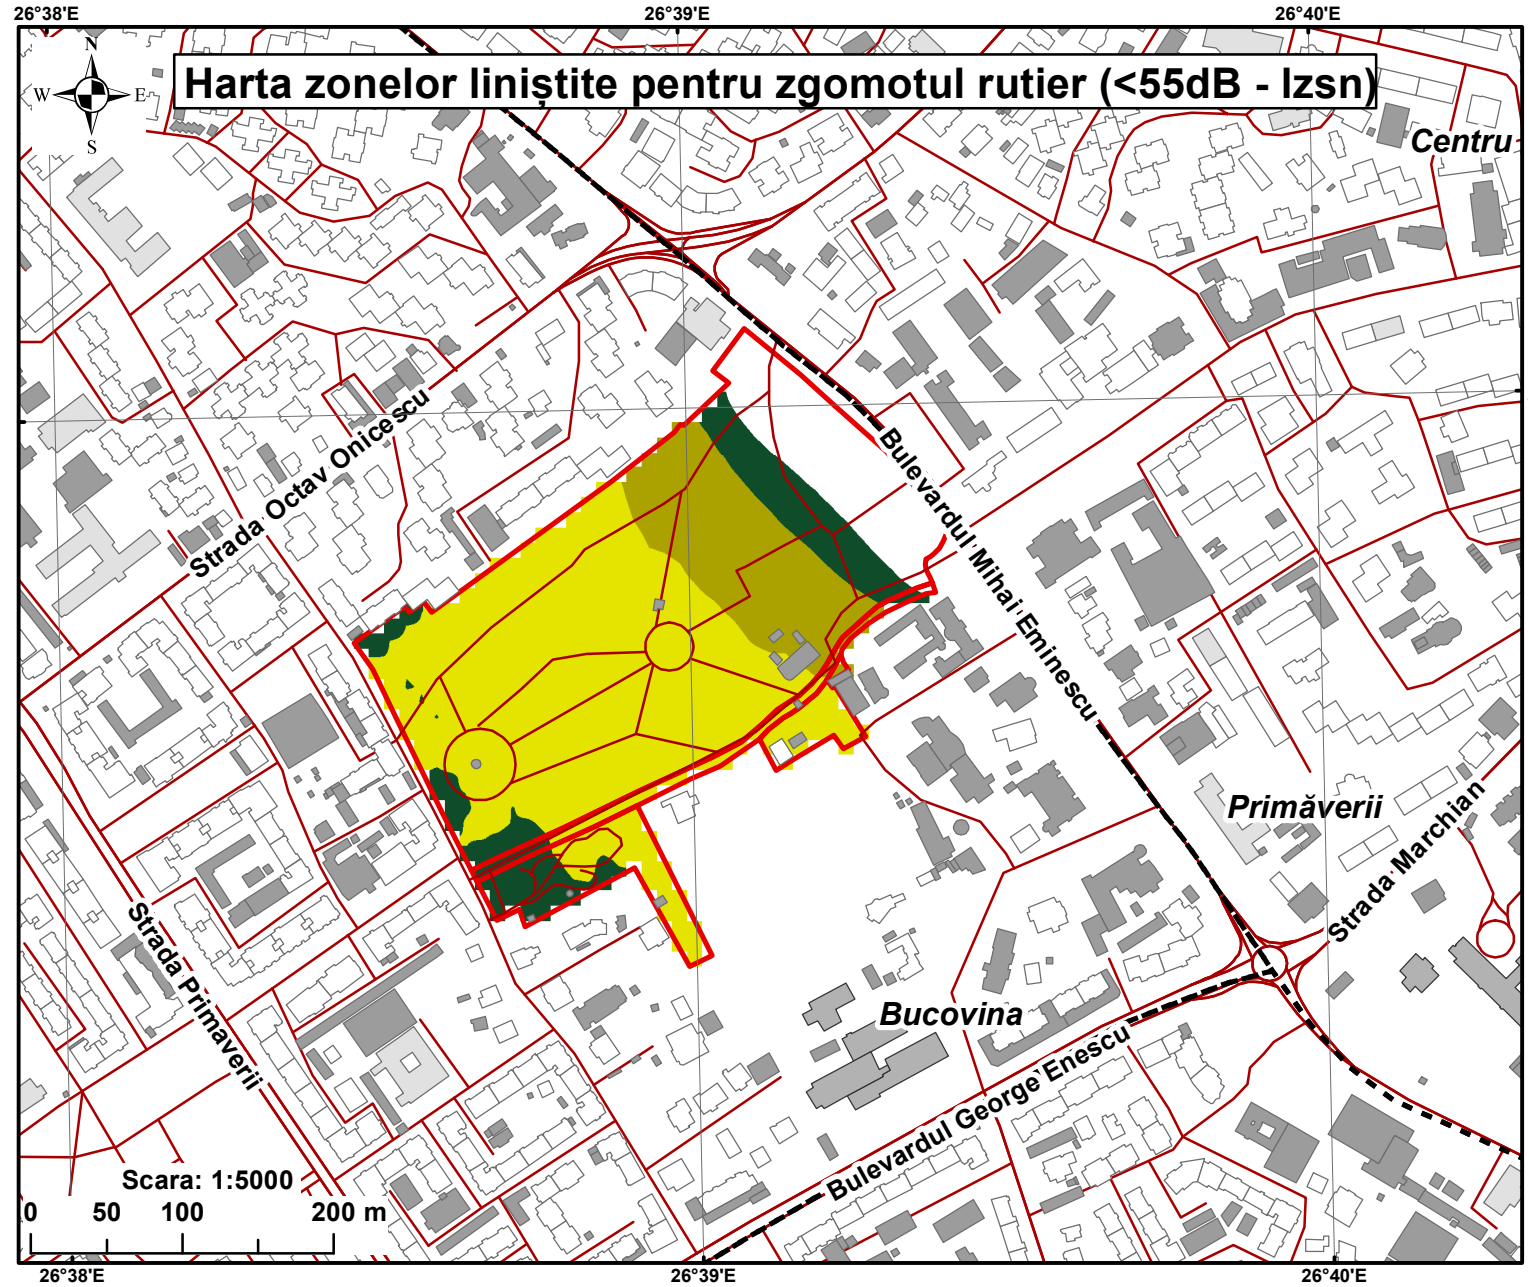 26°38'E 26°39'E 26°40'E
N
W E
S
Harta zonelor liniștite pentru zgomotul rutier (<55dB - lzsn)
Centru
Strada Octav Onicescu
Bulevardul Mihai Eminescu
Primăverii
Strada Marchian
Strada Primaverii
Bucovina
Bulevardul George Enescu
Scara: 1:5000
0 50 100 200 m
26°38'E 26°39'E 26°40'E